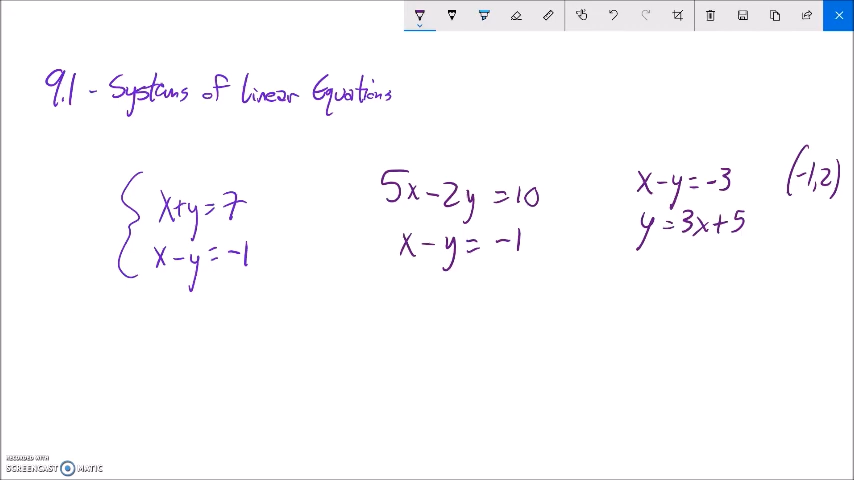 9.1 - Systems of Linear Equations
x+y=7
x-y=-1
5x-2y=10
x-y=-1
x-y=-3
y=3x+5
(-1,2)
RECORDED WITH
SCREENCAST MATIC